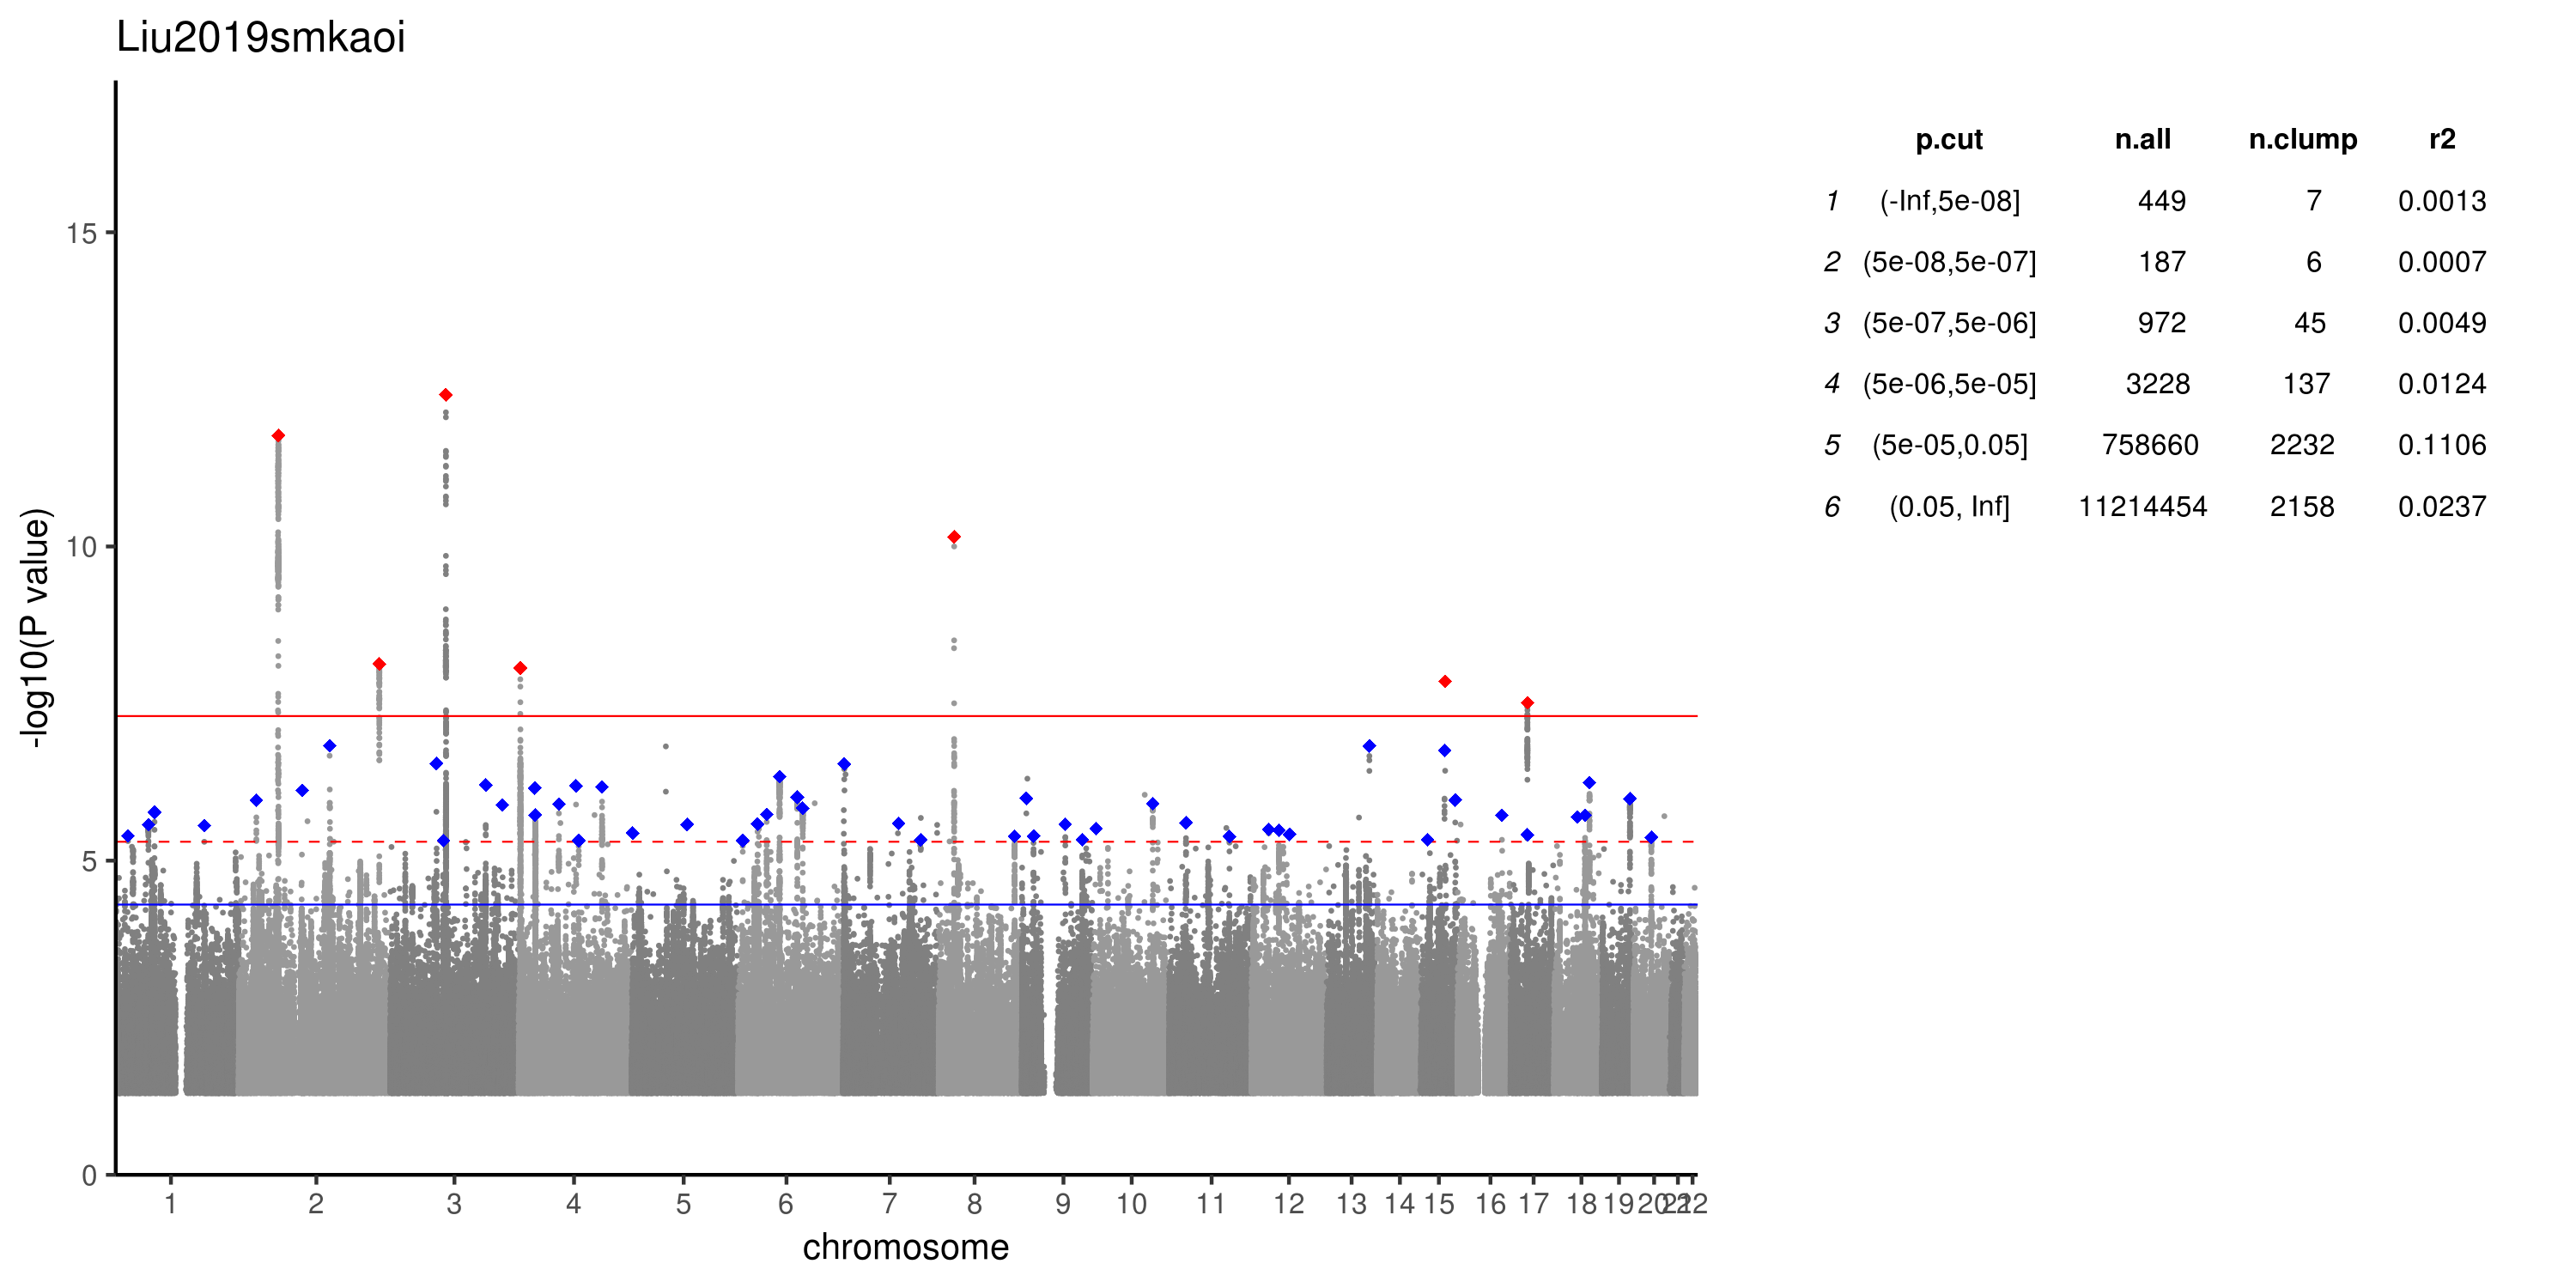 Liu2019smkaoi
-log10(P value)
15
10
5
0
1 2 3 4 5 6 7 8 9 10 11 12 13 14 15 16 17 18 19 20 21 22
chromosome
p.cut n.all n.clump r2
1 (-Inf,5e-08] 449 7 0.0013
2 (5e-08,5e-07] 187 6 0.0007
3 (5e-07,5e-06] 972 45 0.0049
4 (5e-06,5e-05] 3228 137 0.0124
5 (5e-05,0.05] 758660 2232 0.1106
6 (0.05, Inf] 11214454 2158 0.0237